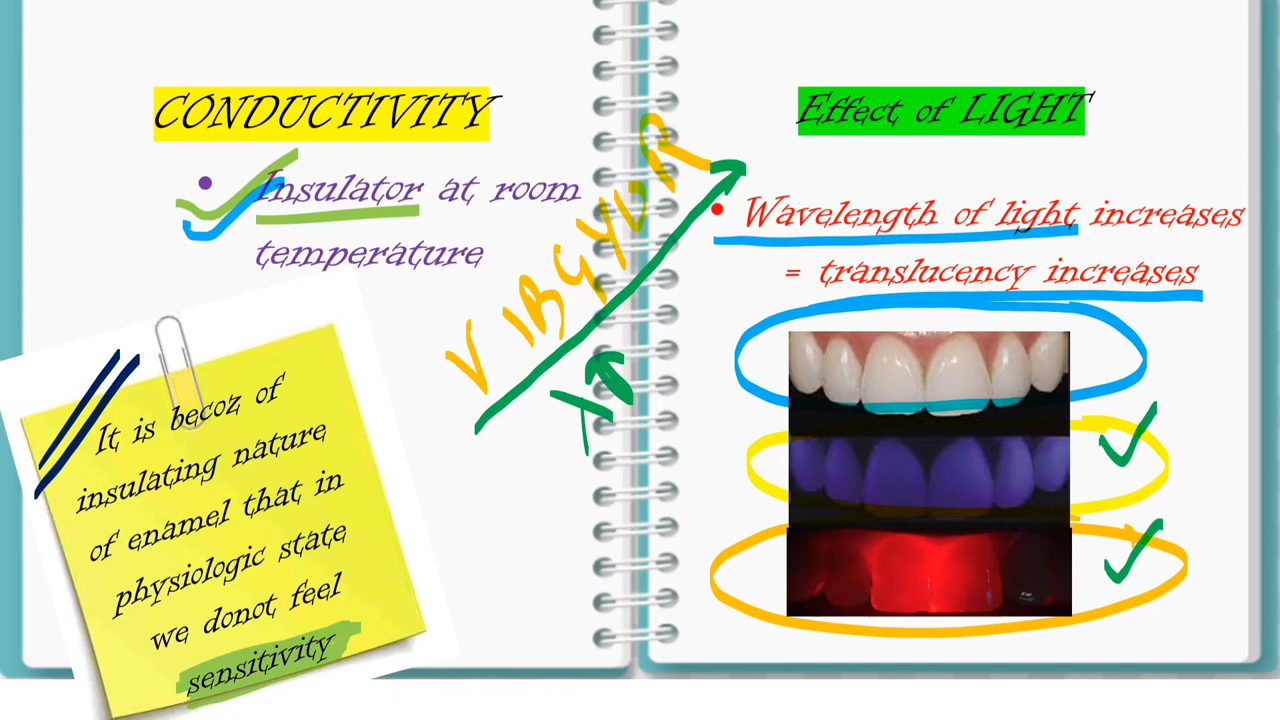 CONDUCTIVITY
• Insulator at room
temperature
It is becoz of
insulating nature
of enamel that in
physiologic state
we donot feel
sensitivity
VIBGYOR
λ
Effect of LIGHT
• Wavelength of light increases
= translucency increases